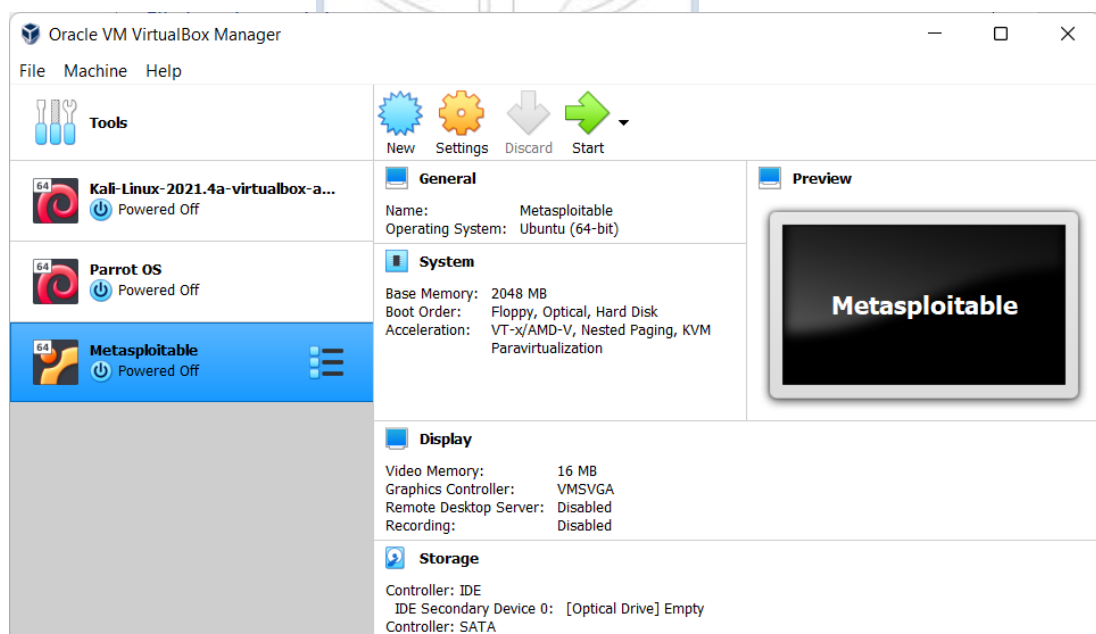 Oracle VM VirtualBox Manager
File Machine Help
Tools
New Settings Discard Start
64
Kali-Linux-2021.4a-virtualbox-a...
Powered Off
64
Parrot OS
Powered Off
64
Metasploitable
Powered Off
General
Name: Metasploitable
Operating System: Ubuntu (64-bit)
System
Base Memory: 2048 MB
Boot Order: Floppy, Optical, Hard Disk
Acceleration: VT-x/AMD-V, Nested Paging, KVM
Paravirtualization
Preview
Metasploitable
Display
Video Memory: 16 MB
Graphics Controller: VMSVGA
Remote Desktop Server: Disabled
Recording: Disabled
Storage
Controller: IDE
IDE Secondary Device 0: [Optical Drive] Empty
Controller: SATA